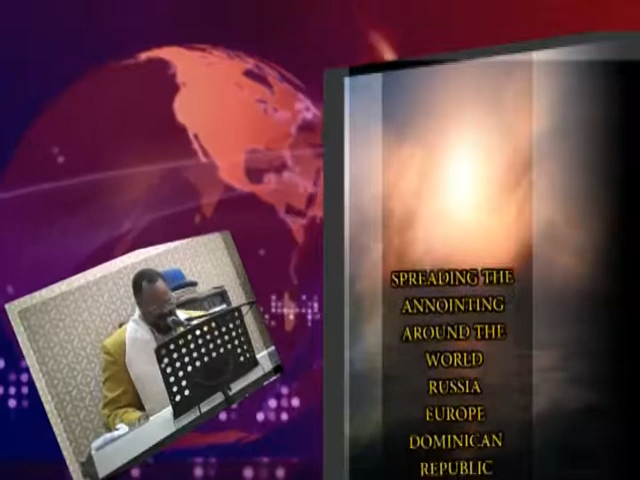 SPREADING THE
ANNOINTING
AROUND THE
WORLD
RUSSIA
EUROPE
DOMINICAN
REPUBLIC